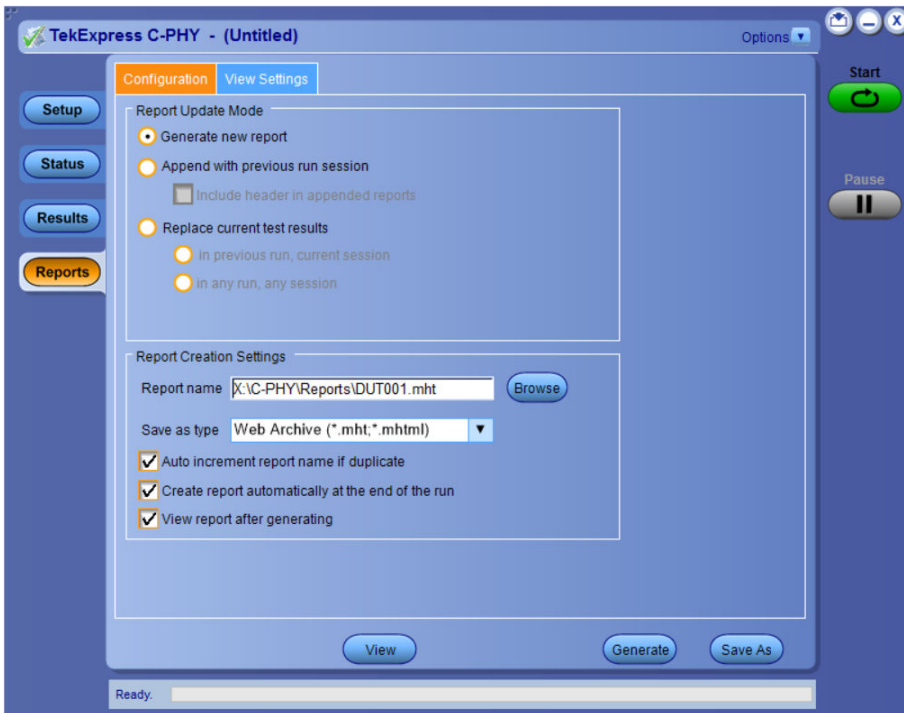 TekExpress C-PHY - (Untitled)
Options
X
Start
Pause
Setup
Status
Results
Reports
Configuration
View Settings
Report Update Mode
Generate new report
Append with previous run session
Include header in appended reports
Replace current test results
in previous run, current session
in any run, any session
Report Creation Settings
Report name X:\C-PHY\Reports\DUT001.mht Browse
Save as type Web Archive (*.mht;*.mhtml)
Auto increment report name if duplicate
Create report automatically at the end of the run
View report after generating
View
Generate
Save As
Ready.